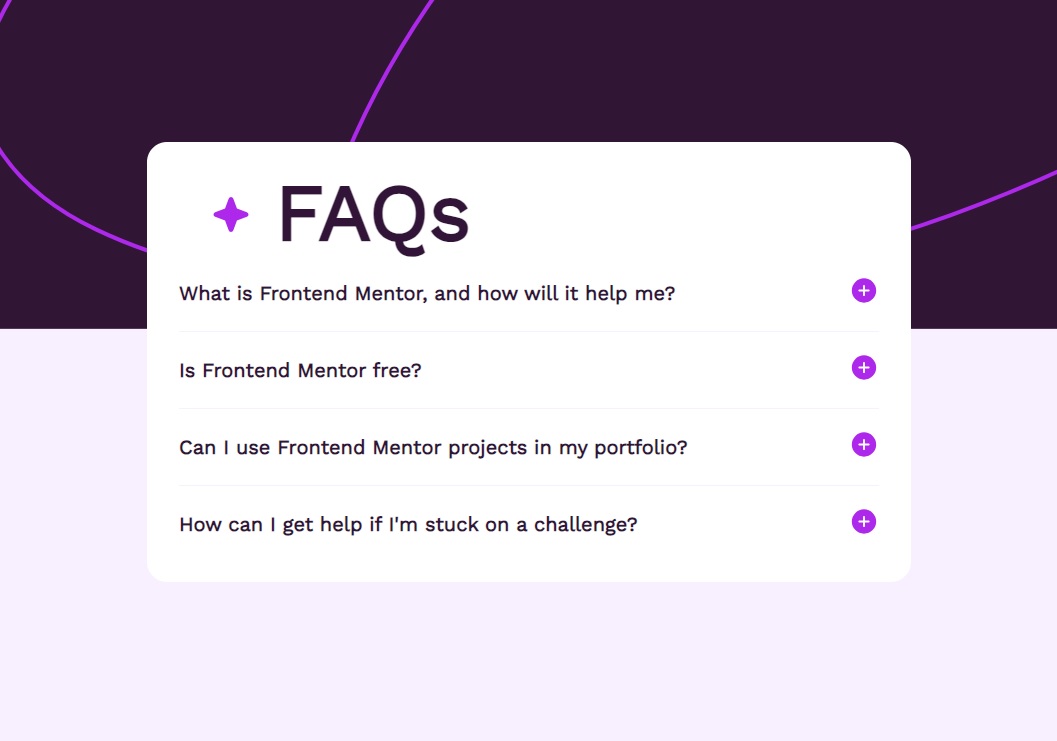 FAQs
What is Frontend Mentor, and how will it help me?
Is Frontend Mentor free?
Can I use Frontend Mentor projects in my portfolio?
How can I get help if I'm stuck on a challenge?